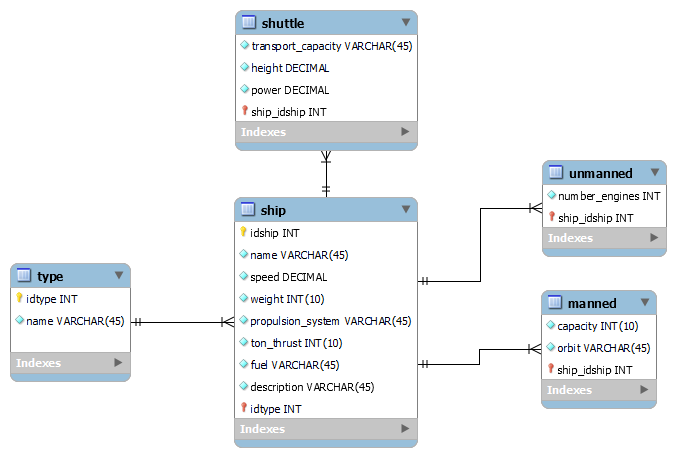 shuttle
transport_capacity VARCHAR(45)
height DECIMAL
power DECIMAL
ship_idship INT
Indexes
unmanned
number_engines INT
ship_idship INT
Indexes
ship
idship INT
name VARCHAR(45)
speed DECIMAL
weight INT(10)
propulsion_system VARCHAR(45)
ton_thrust INT(10)
fuel VARCHAR(45)
description VARCHAR(45)
idtype INT
Indexes
type
idtype INT
name VARCHAR(45)
Indexes
manned
capacity INT(10)
orbit VARCHAR(45)
ship_idship INT
Indexes